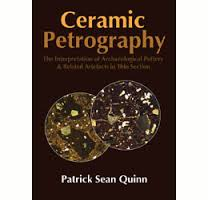 Ceramic
Petrography
The Interpretation of Archaeological Pottery
& Related Artefacts in Thin Section
Patrick Sean Quinn